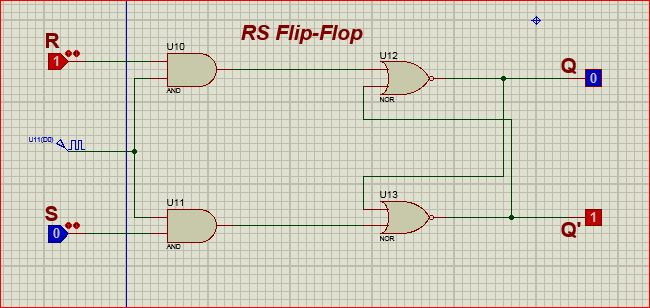 RS Flip-Flop
R
1
U10
AND
U12
NOR
Q
0
U11(D0)
S
0
U11
AND
U13
NOR
Q'
1